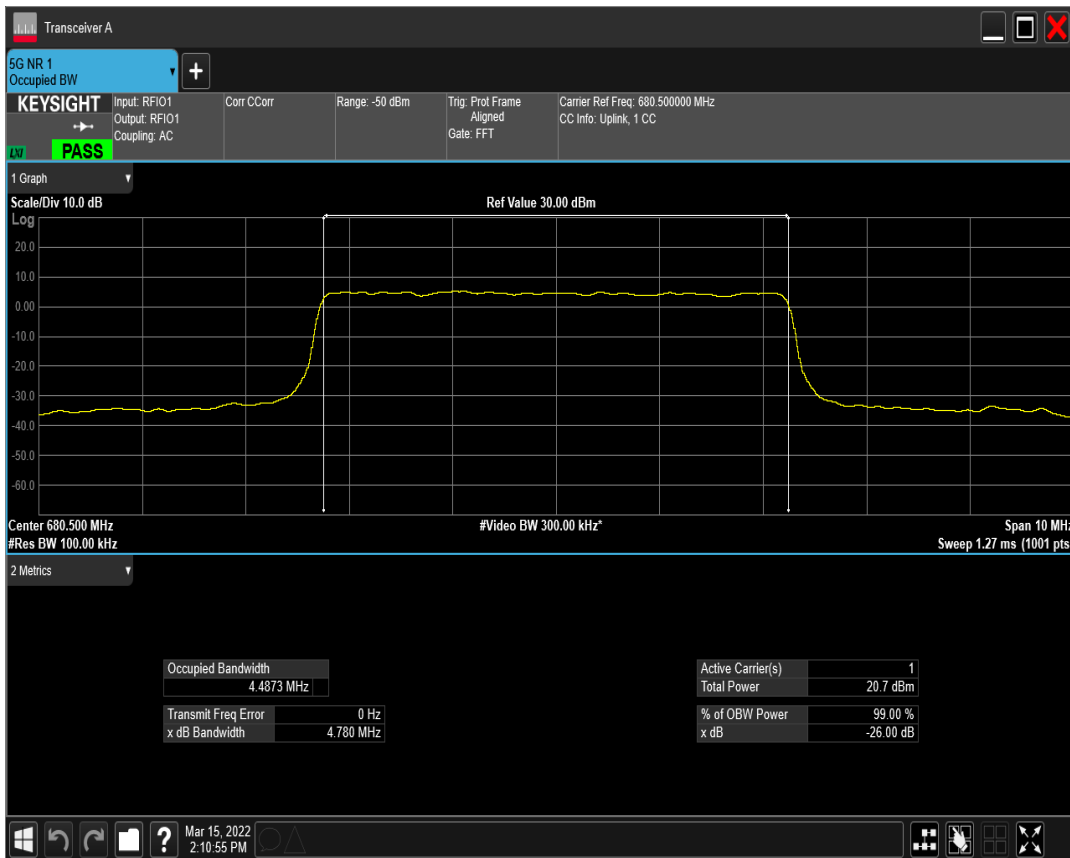 Transceiver A
5G NR 1
Occupied BW
+
KEYSIGHT
LXI
PASS
Input: RFIO1
Output: RFIO1
Coupling: AC
Corr CCorr
Range: -50 dBm
Trig: Prot Frame
Aligned
Gate: FFT
Carrier Ref Freq: 680.500000 MHz
CC Info: Uplink, 1 CC
1 Graph
Scale/Div 10.0 dB
Ref Value 30.00 dBm
Log
20.0
10.0
0.00
-10.0
-20.0
-30.0
-40.0
-50.0
-60.0
Center 680.500 MHz
#Video BW 300.00 kHz*
Span 10 MHz
#Res BW 100.00 kHz
Sweep 1.27 ms (1001 pts
2 Metrics
Occupied Bandwidth
4.4873 MHz
Transmit Freq Error 0 Hz
x dB Bandwidth 4.780 MHz
Active Carrier(s) 1
Total Power 20.7 dBm
% of OBW Power 99.00 %
x dB -26.00 dB
?
Mar 15, 2022
2:10:55 PM